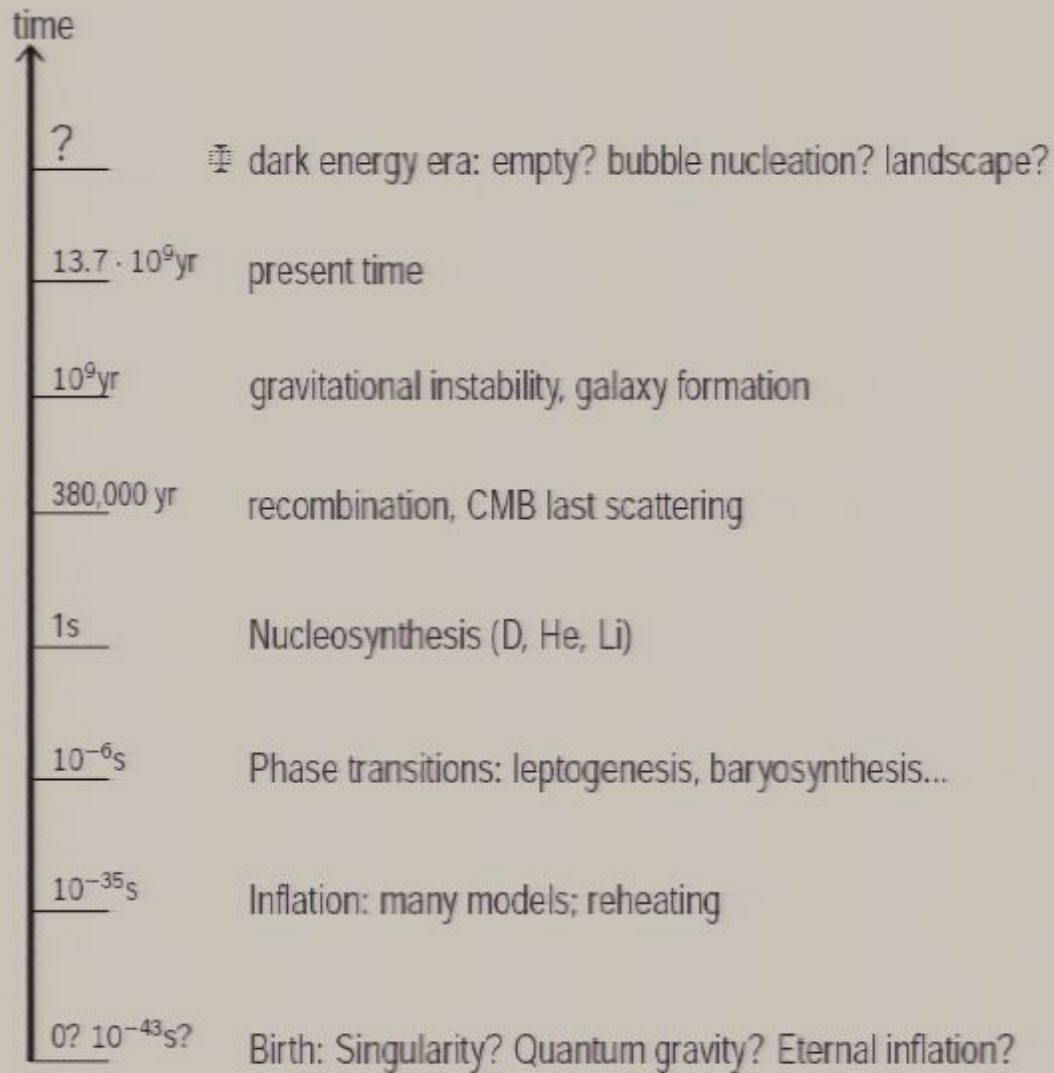 time
? dark energy era: empty? bubble nucleation? landscape?
13.7 · 10⁹yr present time
10⁹yr gravitational instability, galaxy formation
380,000 yr recombination, CMB last scattering
1s Nucleosynthesis (D, He, Li)
10⁻⁶s Phase transitions: leptogenesis, baryosynthesis...
10⁻³⁵s Inflation: many models; reheating
0? 10⁻⁴³s? Birth: Singularity? Quantum gravity? Eternal inflation?